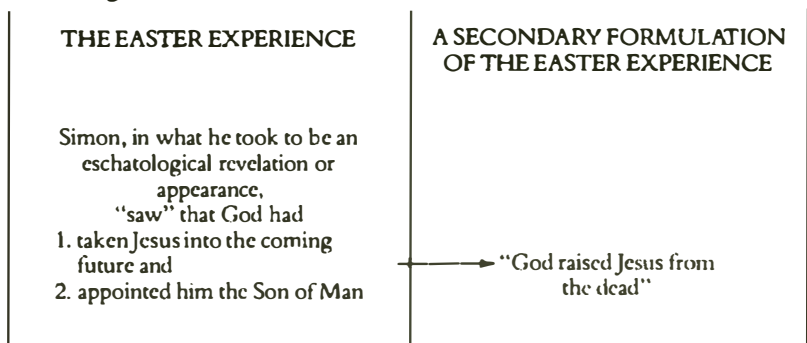 THE EASTER EXPERIENCE
Simon, in what he took to be an
eschatological revelation or
appearance,
"saw" that God had
1. taken Jesus into the coming
future and
2. appointed him the Son of Man
A SECONDARY FORMULATION
OF THE EASTER EXPERIENCE
"God raised Jesus from
the dead"